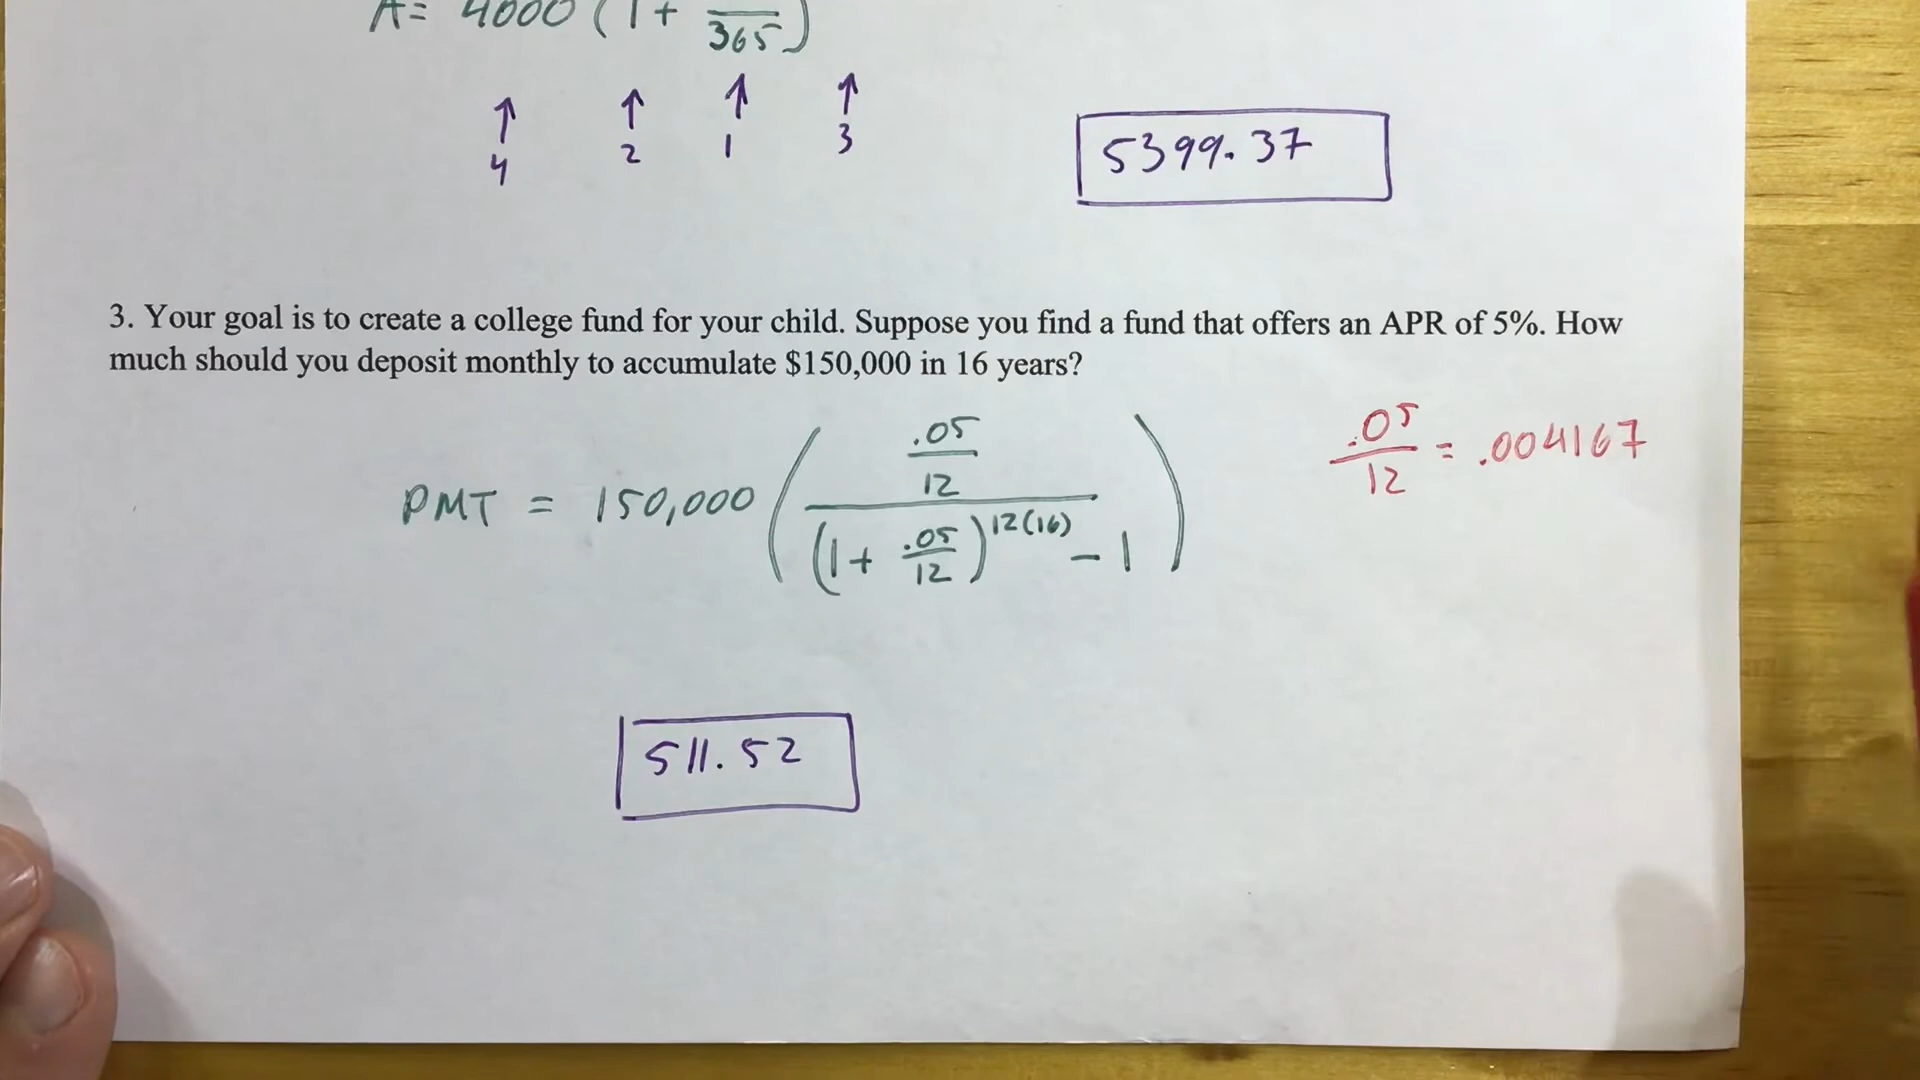 A= 4000 (1 + — 365)
↑ ↑ ↑ ↑
4 2 1 3
5399.37
3. Your goal is to create a college fund for your child. Suppose you find a fund that offers an APR of 5%. How
much should you deposit monthly to accumulate $150,000 in 16 years?
PMT = 150,000 ( .05/12 / (1 + .05/12)^12(16) - 1 )
.05/12 = .004167
511.52